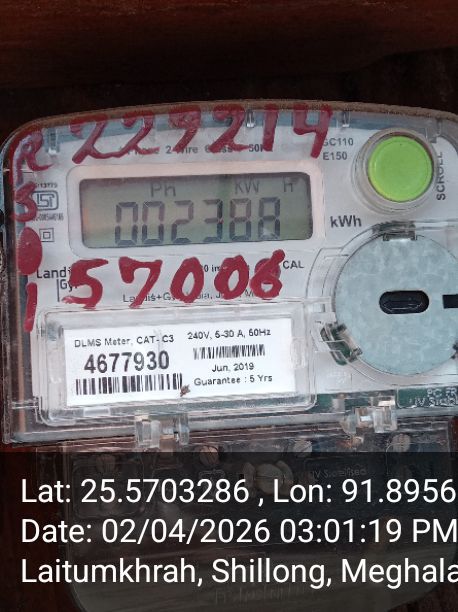 229214
SC110
E150
SCROLL
Ph KW H
002388
kWh
CAL
57006
DLMS Meter, CAT- C3 240V, 5-30 A, 50Hz
4677930
Jun, 2019
Guarantee : 5 Yrs
Lat: 25.5703286 , Lon: 91.8956
Date: 02/04/2026 03:01:19 PM
Laitumkhrah, Shillong, Meghala